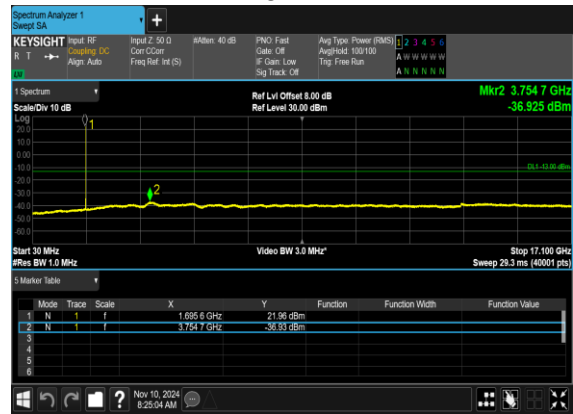 Spectrum Analyzer 1
Swept SA
+
KEYSIGHT Input: RF Input Z: 50 Ω #Atten: 40 dB PNO: Fast Avg Type: Power (RMS) 1 2 3 4 5 6
R T Coupling: DC Corr CCorr Gate: Off Avg|Hold: 100/100 A W W W W W
Align: Auto Freq Ref: Int (S) IF Gain: Low Trig: Free Run
LW Sig Track: Off A N N N N N
1 Spectrum Ref Lvl Offset 8.00 dB Mkr2 3.754 7 GHz
Scale/Div 10 dB Ref Level 30.00 dBm -36.925 dBm
Log
1
20.0
10.0
0.00
-10.0
DL1 -13.00 dBm
-20.0
-30.0
2
-40.0
-50.0
-60.0
Start 30 MHz Video BW 3.0 MHz* Stop 17.100 GHz
#Res BW 1.0 MHz Sweep 29.3 ms (40001 pts)
5 Marker Table
Mode Trace Scale X Y Function Function Width Function Value
1 N 1 f 1.695 6 GHz 21.96 dBm
2 N 1 f 3.754 7 GHz -36.93 dBm
3
4
5
6
? Nov 10, 2024
8:25:04 AM